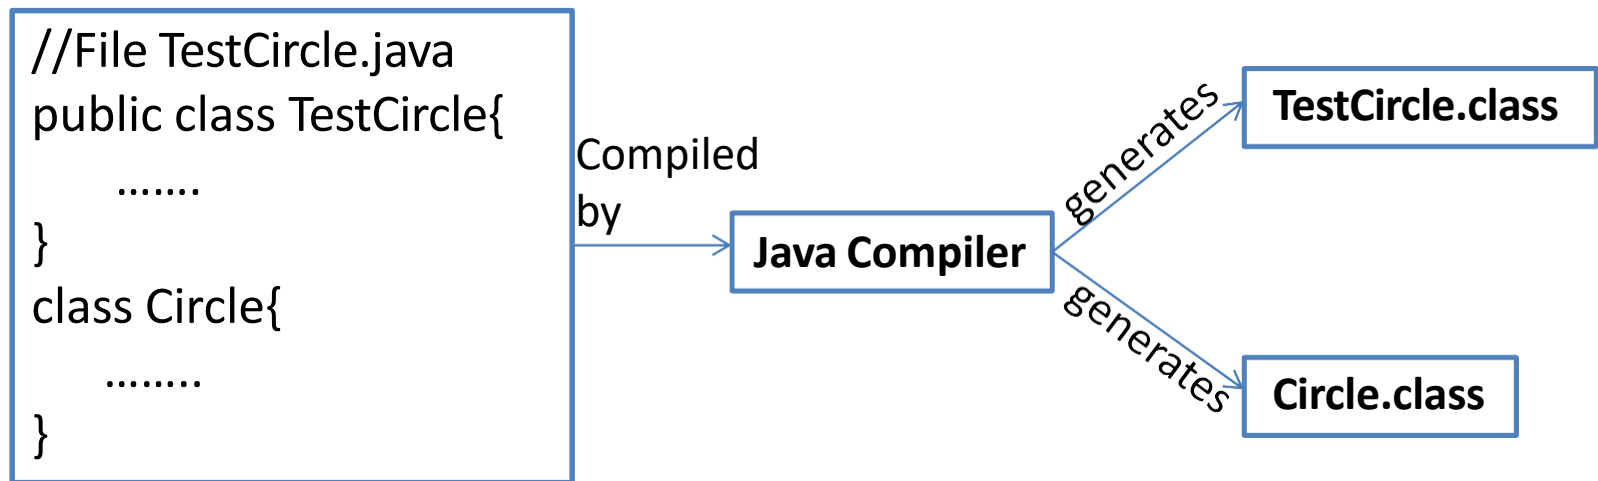 //File TestCircle.java
public class TestCircle{
…….
}
class Circle{
……..
}
Compiled
by
Java Compiler
generates
TestCircle.class
generates
Circle.class